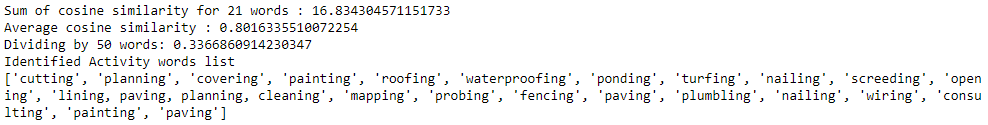 Sum of cosine similarity for 21 words : 16.834304571151733
Average cosine similarity : 0.8016335510072254
Dividing by 50 words: 0.3366860914230347
Identified Activity words list
['cutting', 'planning', 'covering', 'painting', 'roofing', 'waterproofing', 'ponding', 'turfing', 'nailing', 'screeding', 'open
ing', 'lining, paving, planning, cleaning', 'mapping', 'probing', 'fencing', 'paving', 'plumbling', 'nailing', 'wiring', 'consu
lting', 'painting', 'paving']